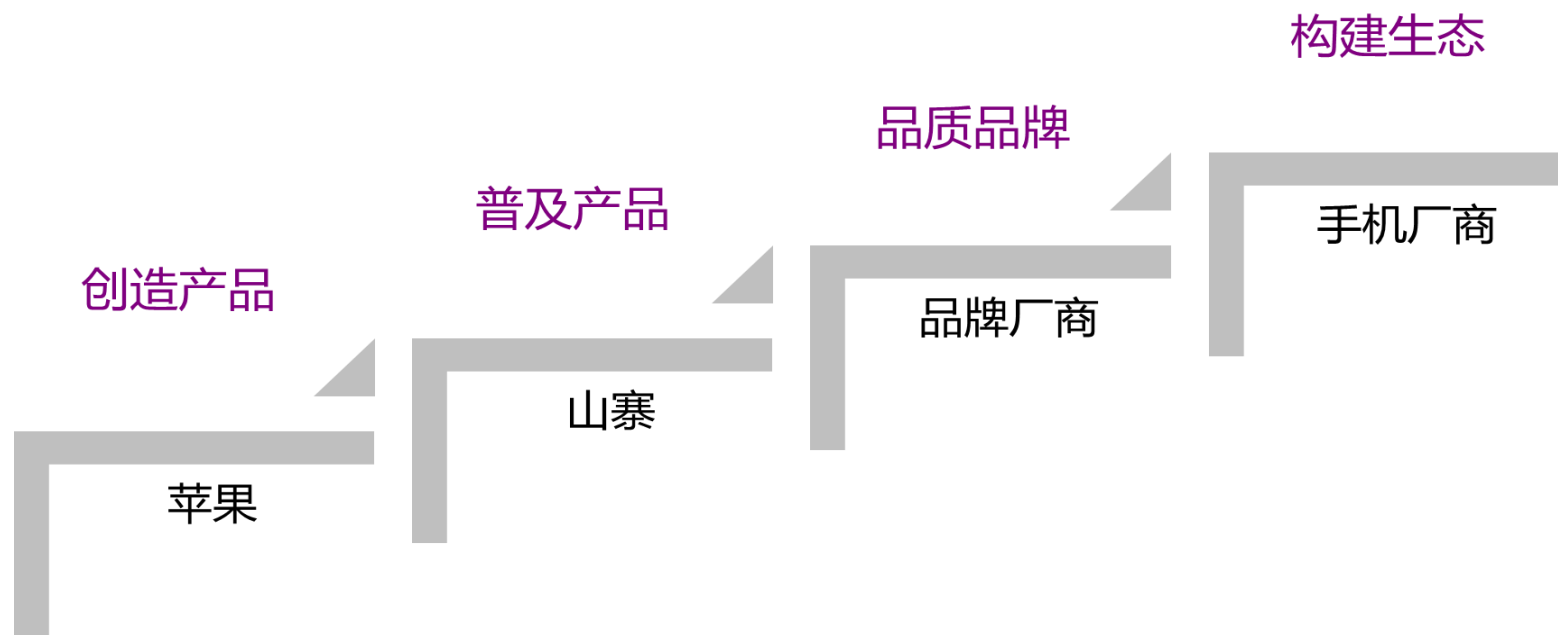 构建生态
品质品牌
普及产品
手机厂商
创造产品
品牌厂商
山寨
苹果